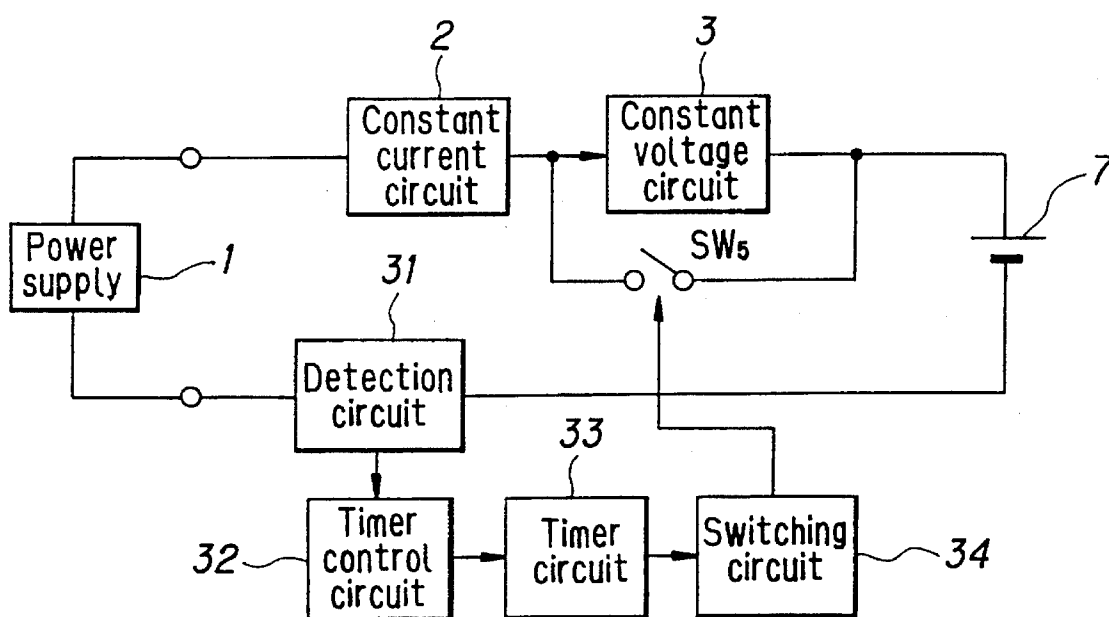 2
3
Constant
current
circuit
Constant
voltage
circuit
7
Power
supply
1
SW5
31
Detection
circuit
33
32
Timer
control
circuit
Timer
circuit
Switching
circuit
34